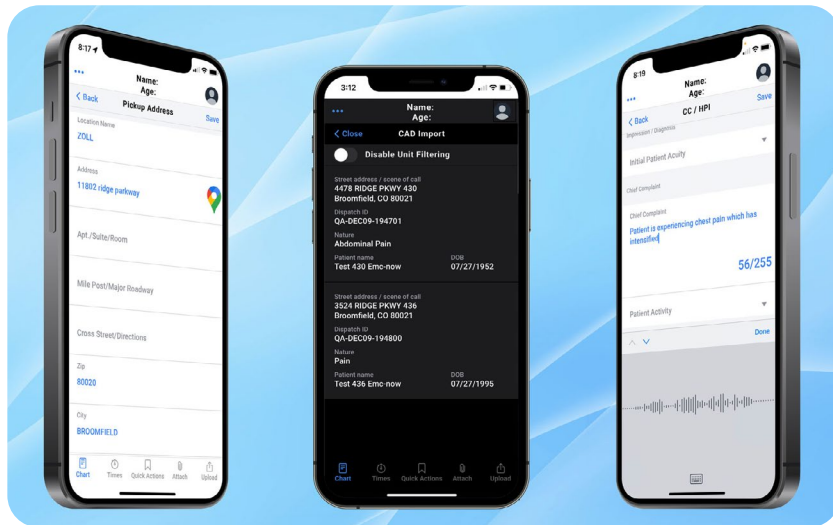 8:17
Name:
Age:
Back
Pickup Address
Save
Location Name
ZOLL
Address
11802 ridge parkway
Apt./Suite/Room
Mile Post/Major Roadway
Cross Street/Directions
Zip
80020
City
BROOMFIELD
Chart
Times
Quick Actions
Attach
Upload
3:12
Name:
Age:
Close
CAD Import
Disable Unit Filtering
Street address / scene of call
4478 RIDGE PKWY 430
Broomfield, CO 80021
Dispatch ID
QA-DEC09-194701
Nature
Abdominal Pain
Patient name
DOB
Test 430 Emc-now
07/27/1952
Street address / scene of call
3524 RIDGE PKWY 436
Broomfield, CO 80021
Dispatch ID
QA-DEC09-194800
Nature
Pain
Patient name
DOB
Test 436 Emc-now
07/27/1995
Chart
Times
Quick Actions
Attach
Upload
8:19
Name:
Age:
Back
CC / HPI
Save
Impression / Diagnosis
Initial Patient Acuity
Chief Complaint
Chief Complaint
Patient is experiencing chest pain which has
intensified
56/255
Patient Activity
Done